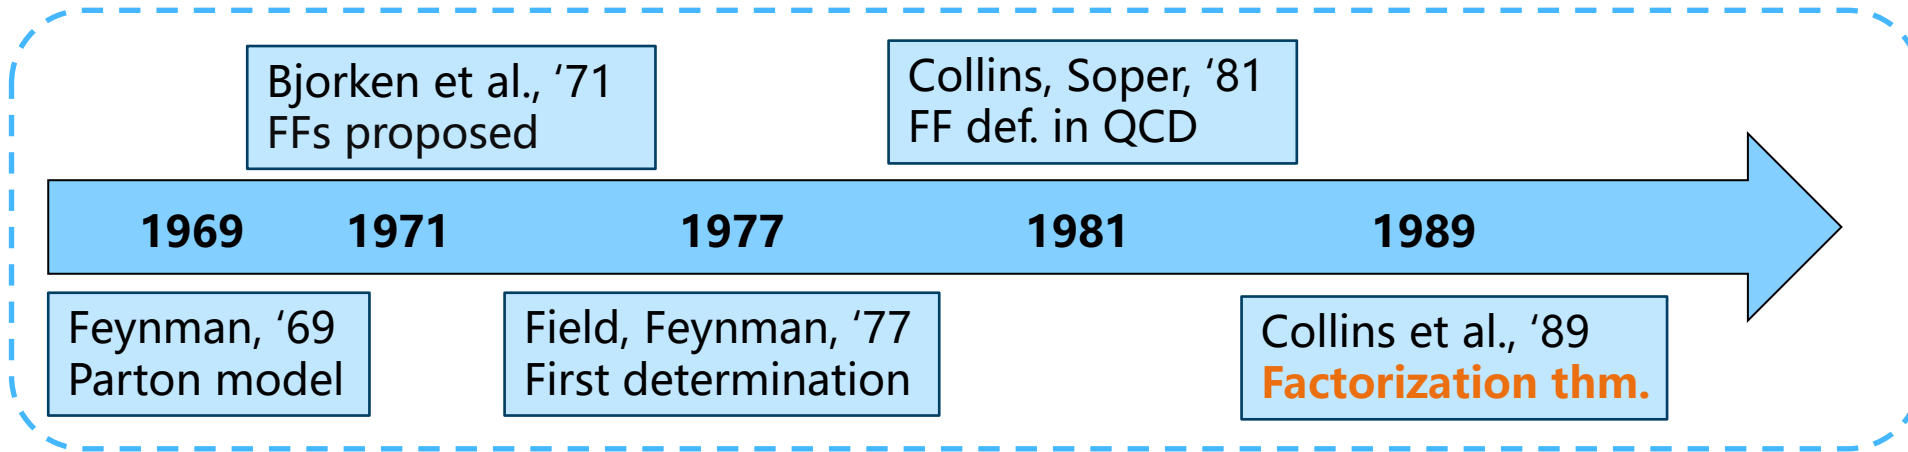 Bjorken et al., ‘71
FFs proposed
Collins, Soper, ‘81
FF def. in QCD
1969 1971 1977 1981 1989
Feynman, ‘69
Parton model
Field, Feynman, ‘77
First determination
Collins et al., ‘89
Factorization thm.